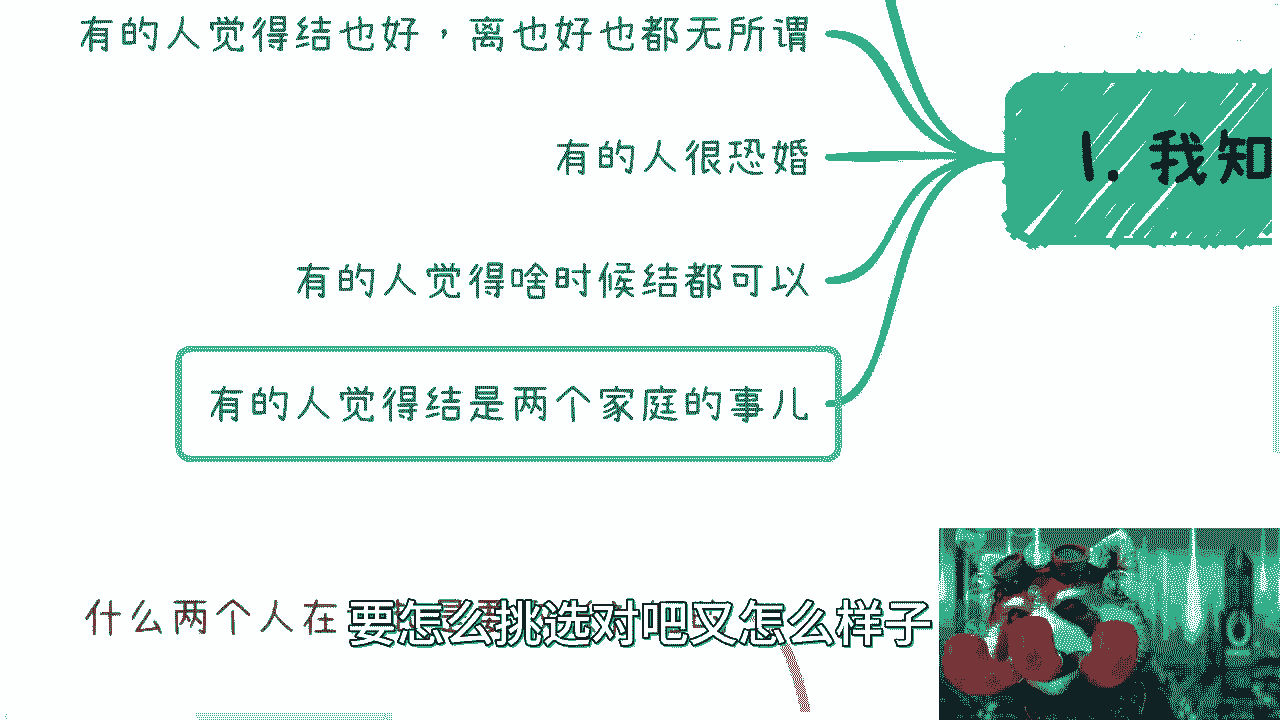 有的人觉得结也好，离也好也都无所谓
有的人很恐婚
1. 我知
有的人觉得啥时候结都可以
有的人觉得结是两个家庭的事儿
什么两个人在
要怎么挑选对吧又怎么样子